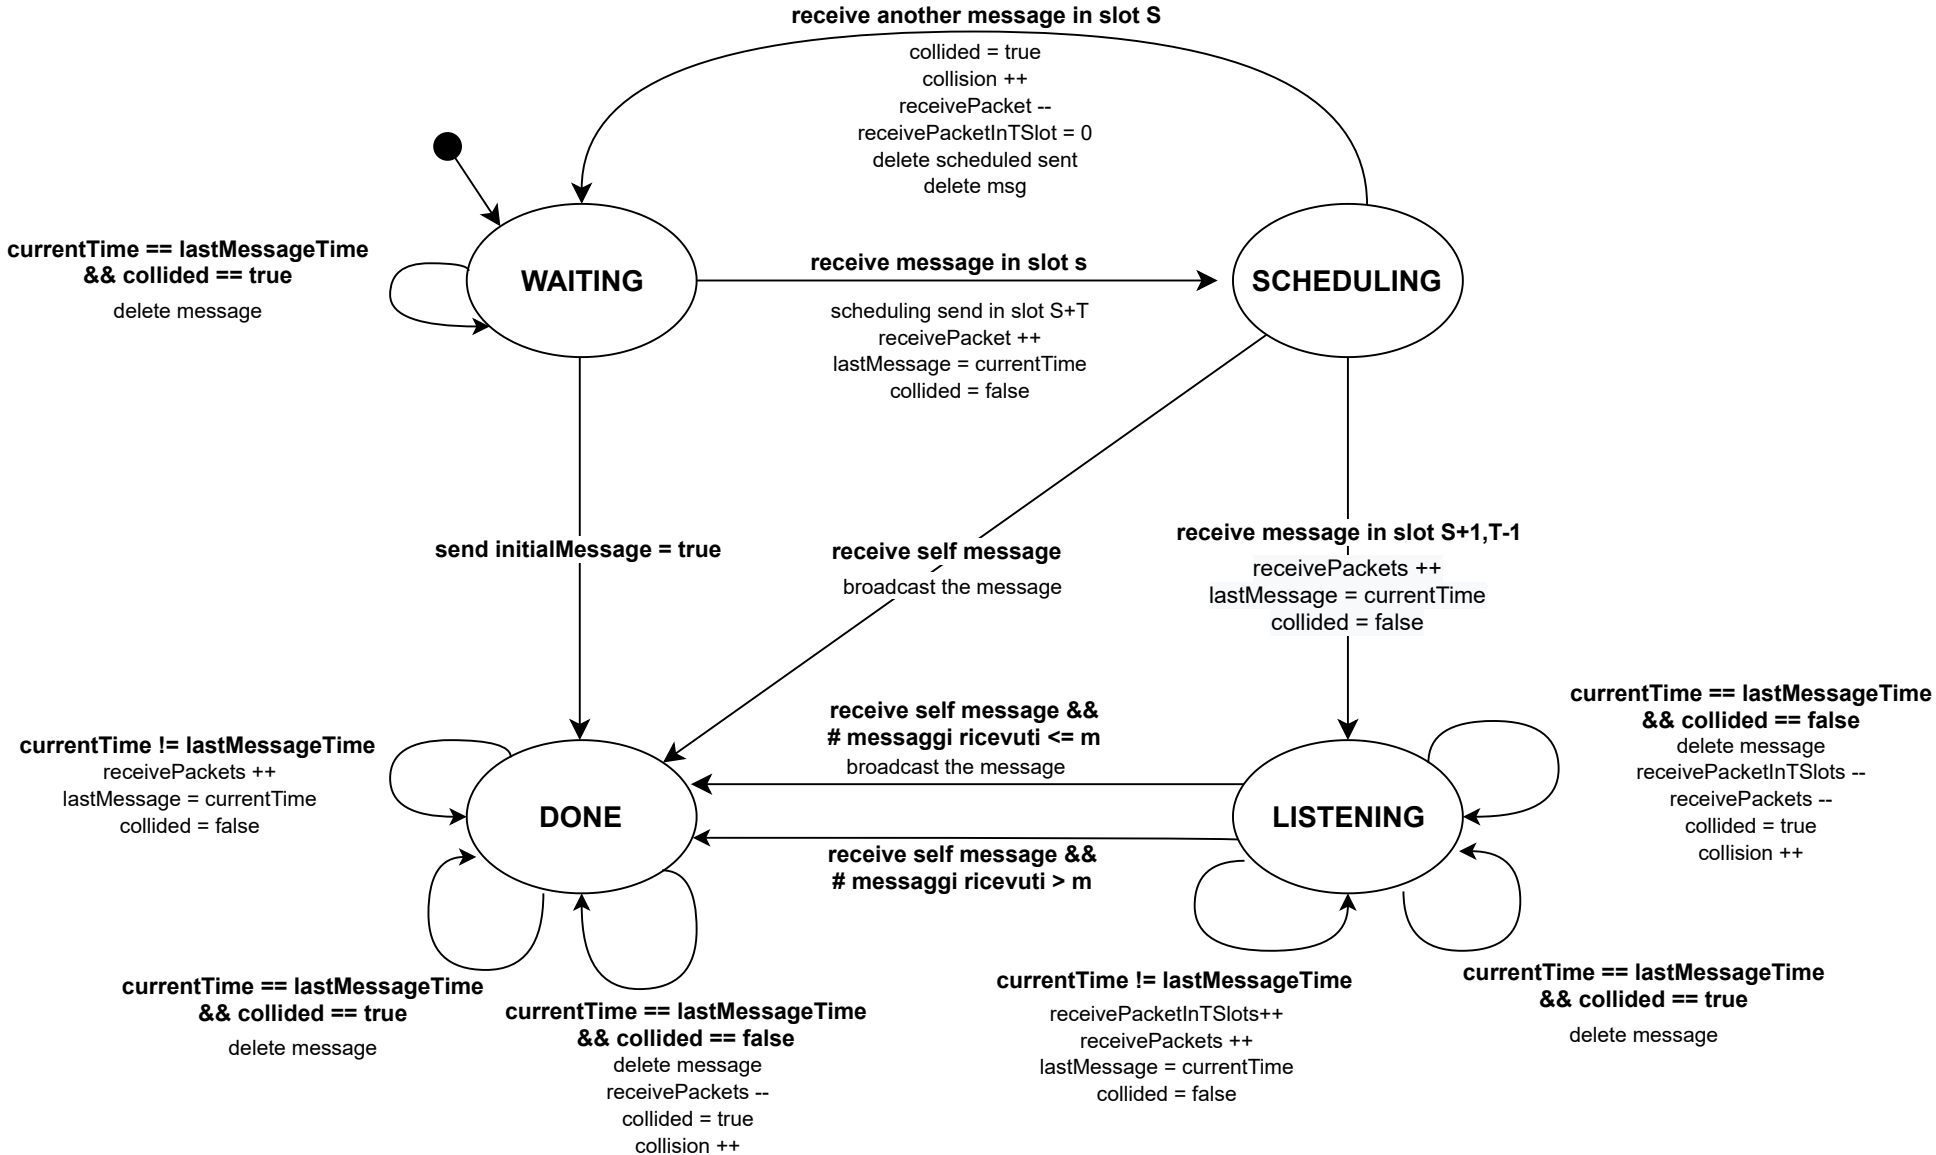 receive another message in slot S
collided = true
collision ++
receivePacket --
receivePacketInTSlot = 0
delete scheduled sent
delete msg
currentTime == lastMessageTime
&& collided == true
delete message
WAITING
receive message in slot s
scheduling send in slot S+T
receivePacket ++
lastMessage = currentTime
collided = false
SCHEDULING
send initialMessage = true
receive self message
broadcast the message
receive message in slot S+1,T-1
receivePackets ++
lastMessage = currentTime
collided = false
currentTime != lastMessageTime
receivePackets ++
lastMessage = currentTime
collided = false
DONE
receive self message &&
# messaggi ricevuti <= m
broadcast the message
receive self message &&
# messaggi ricevuti > m
LISTENING
currentTime == lastMessageTime
&& collided == false
delete message
receivePacketInTSlots --
receivePackets --
collided = true
collision ++
currentTime == lastMessageTime
&& collided == true
delete message
currentTime == lastMessageTime
&& collided == false
delete message
receivePackets --
collided = true
collision ++
currentTime != lastMessageTime
receivePacketInTSlots++
receivePackets ++
lastMessage = currentTime
collided = false
currentTime == lastMessageTime
&& collided == true
delete message